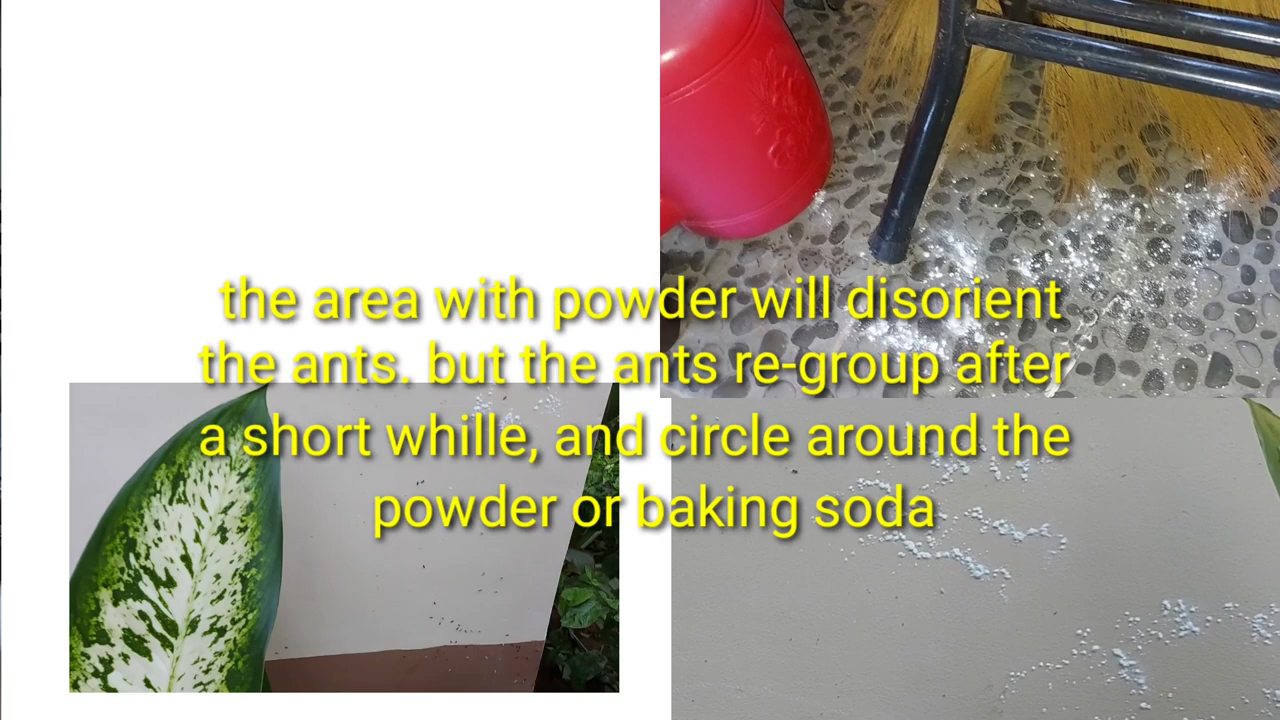 the area with powder will disorient
the ants. but the ants re-group after
a short whille, and circle around the
powder or baking soda